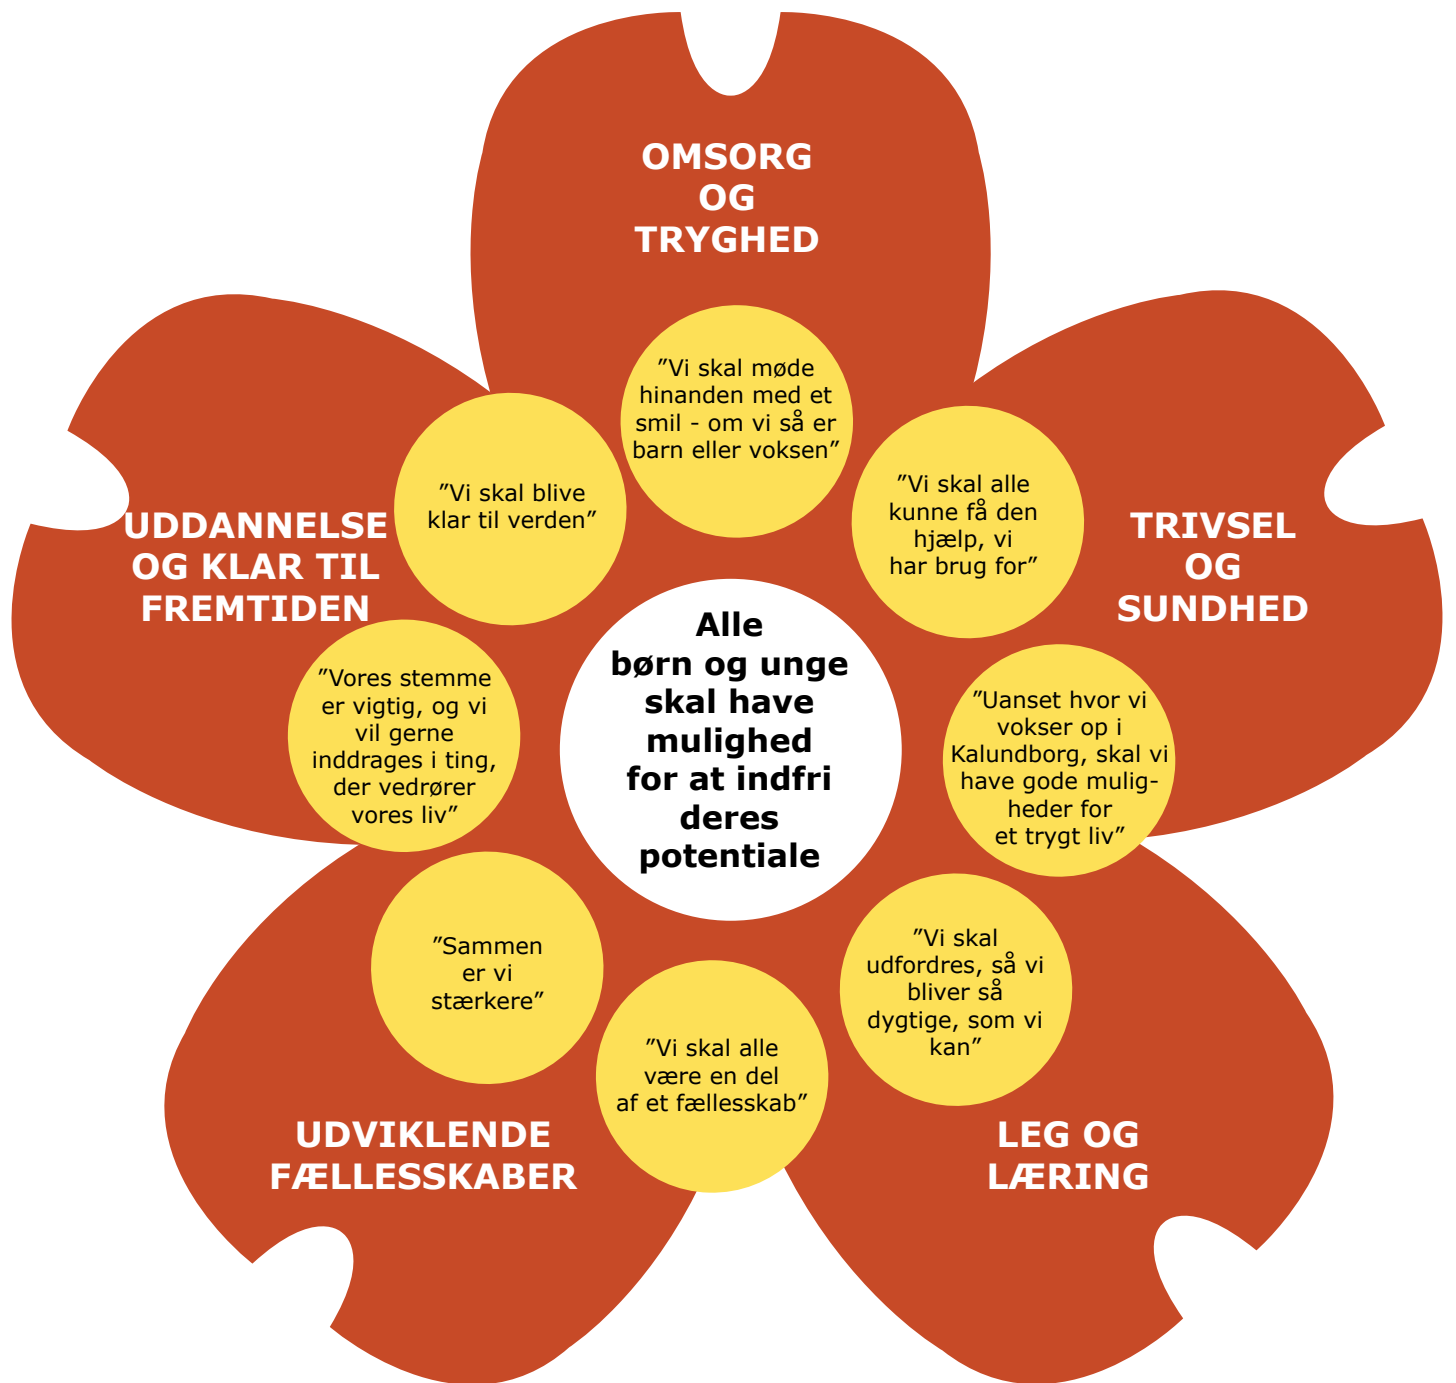 OMSORG
OG
TRYGHED
”Vi skal møde
hinanden med et
smil - om vi så er
barn eller voksen”
”Vi skal alle
kunne få den
hjælp, vi
har brug for”
TRIVSEL
OG
SUNDHED
”Uanset hvor vi
vokser op i
Kalundborg, skal vi
have gode mulig-
heder for
et trygt liv”
”Vi skal
udfordres, så vi
bliver så
dygtige, som vi
kan”
LEG OG
LÆRING
”Vi skal alle
være en del
af et fællesskab”
”Sammen
er vi
stærkere”
UDVIKLENDE
FÆLLESSKABER
”Vores stemme
er vigtig, og vi
vil gerne
inddrages i ting,
der vedrører
vores liv”
UDDANNELSE
OG KLAR TIL
FREMTIDEN
”Vi skal blive
klar til verden”
Alle
børn og unge
skal have
mulighed
for at indfri
deres
potentiale